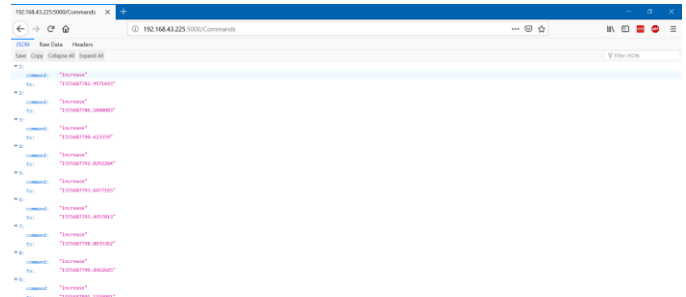 192.168.43.225:5000/Commands
192.168.43.225:5000/Commands
JSON Raw Data Headers
Save Copy Collapse All Expand All Filter JSON
1:
command: "increase"
ts:
2:
command: "increase"
ts:
3:
command: "increase"
ts: "1555687790.623559"
4:
command: "increase"
ts:
5:
command: "increase"
ts:
6:
command: "increase"
ts:
7:
command: "increase"
ts:
8:
command: "increase"
ts:
9:
command: "increase"
ts: